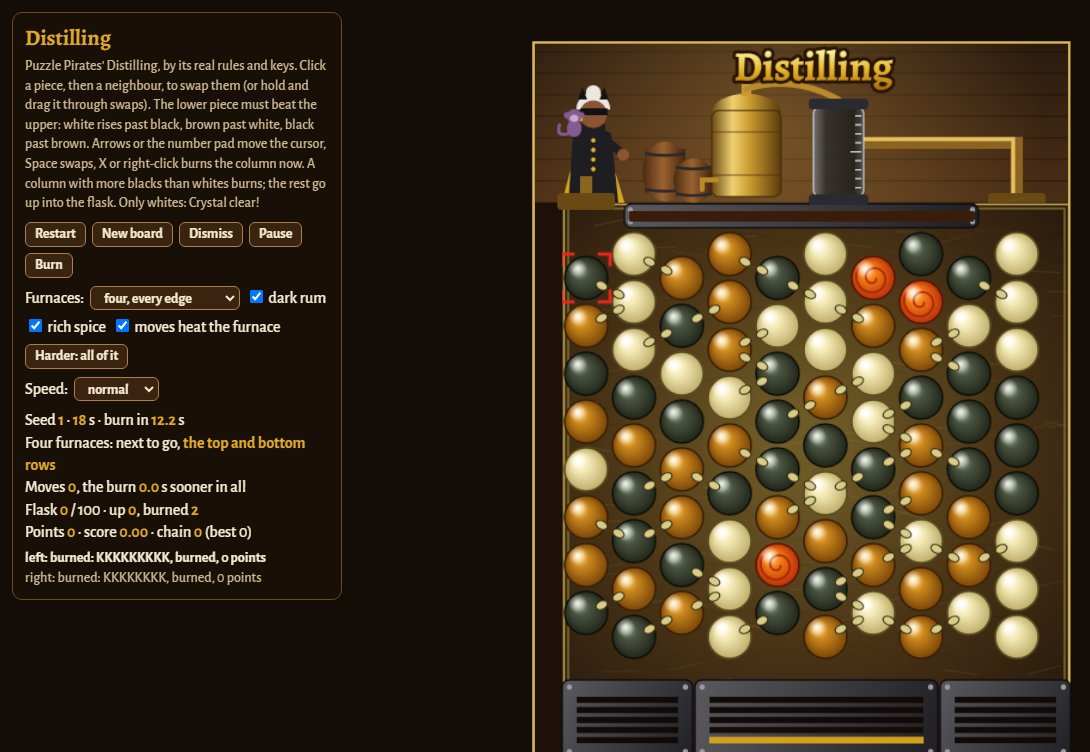 Distilling
Puzzle Pirates' Distilling, by its real rules and keys. Click
a piece, then a neighbour, to swap them (or hold and
drag it through swaps). The lower piece must beat the
upper: white rises past black, brown past white, black
past brown. Arrows or the number pad move the cursor,
Space swaps, X or right-click burns the column now. A
column with more blacks than whites burns; the rest go
up into the flask. Only whites: Crystal clear!
Restart New board Dismiss Pause
Burn
Furnaces: four, every edge dark rum
rich spice moves heat the furnace
Harder: all of it
Speed: normal
Seed 1 · 18 s · burn in 12.2 s
Four furnaces: next to go, the top and bottom
rows
Moves 0, the burn 0.0 s sooner in all
Flask 0 / 100 · up 0, burned 2
Points 0 · score 0.00 · chain 0 (best 0)
left: burned: KKKKKKKKK, burned, 0 points
right: burned: KKKKKKKK, burned, 0 points
Distilling